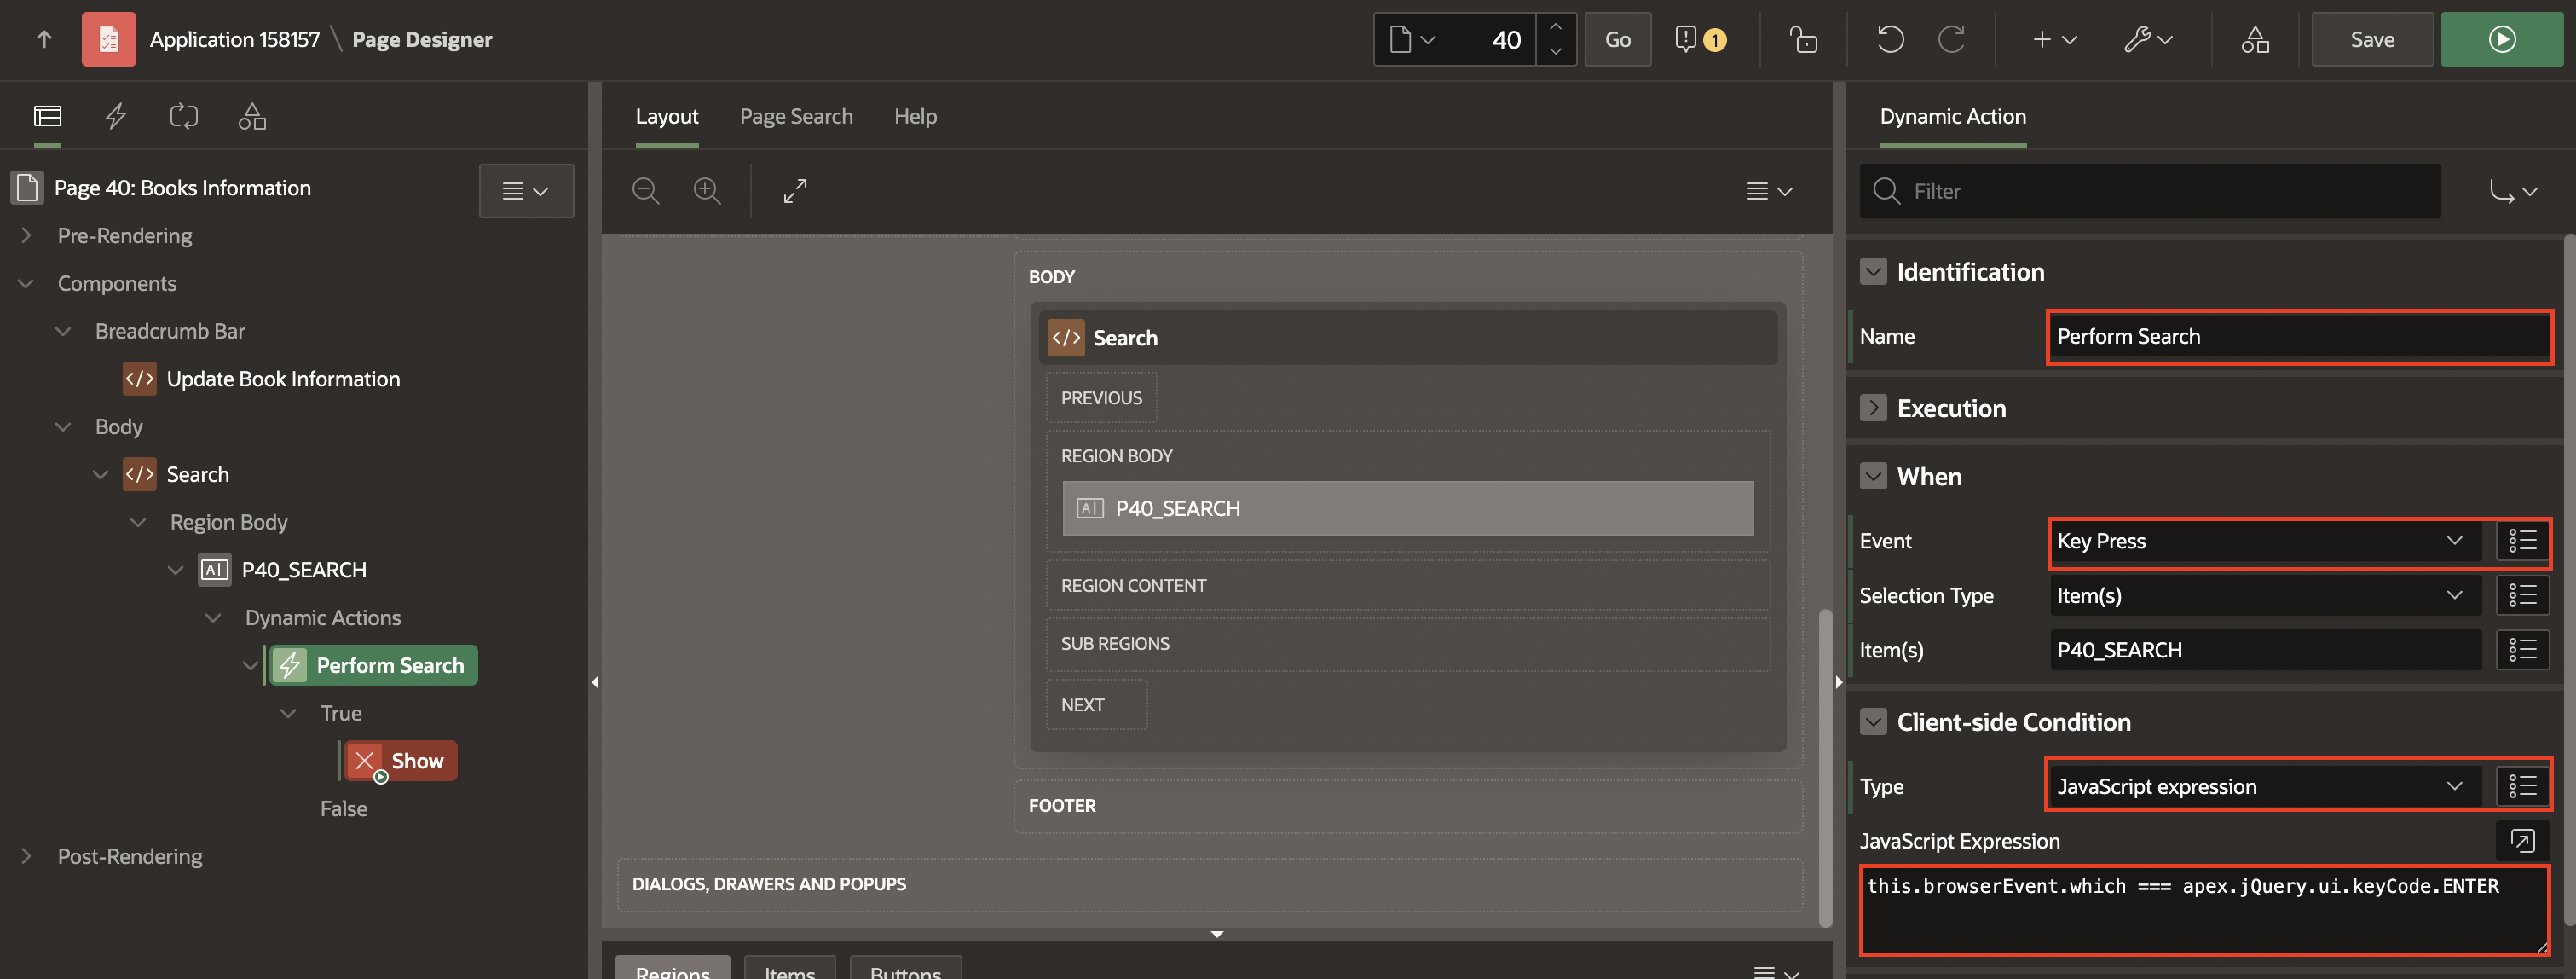 Application 158157 \ Page Designer
40
Go
1
Save
Page 40: Books Information
Pre-Rendering
Components
Breadcrumb Bar
</> Update Book Information
Body
</> Search
Region Body
A| P40_SEARCH
Dynamic Actions
Perform Search
True
Show
False
Post-Rendering
Layout Page Search Help
BODY
</> Search
PREVIOUS
REGION BODY
A| P40_SEARCH
REGION CONTENT
SUB REGIONS
NEXT
FOOTER
DIALOGS, DRAWERS AND POPUPS
Regions Items Buttons
Dynamic Action
Filter
Identification
Name Perform Search
Execution
When
Event Key Press
Selection Type Item(s)
Item(s) P40_SEARCH
Client-side Condition
Type JavaScript expression
JavaScript Expression
this.browserEvent.which === apex.jQuery.ui.keyCode.ENTER